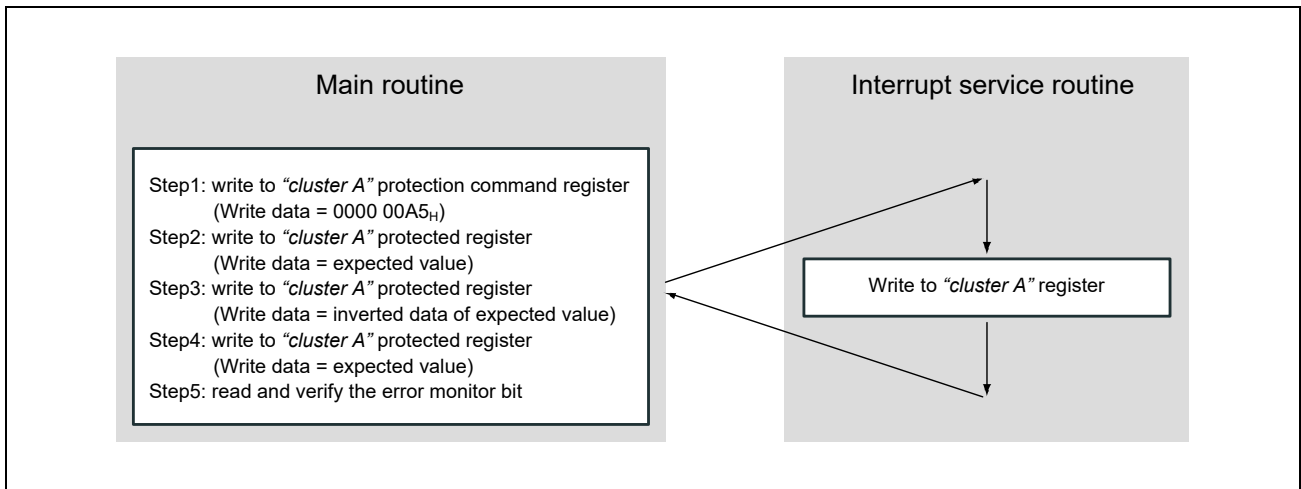 Main routine
Step1: write to “cluster A” protection command register
(Write data = 0000 00A5H)
Step2: write to “cluster A” protected register
(Write data = expected value)
Step3: write to “cluster A” protected register
(Write data = inverted data of expected value)
Step4: write to “cluster A” protected register
(Write data = expected value)
Step5: read and verify the error monitor bit
Interrupt service routine
Write to “cluster A” register